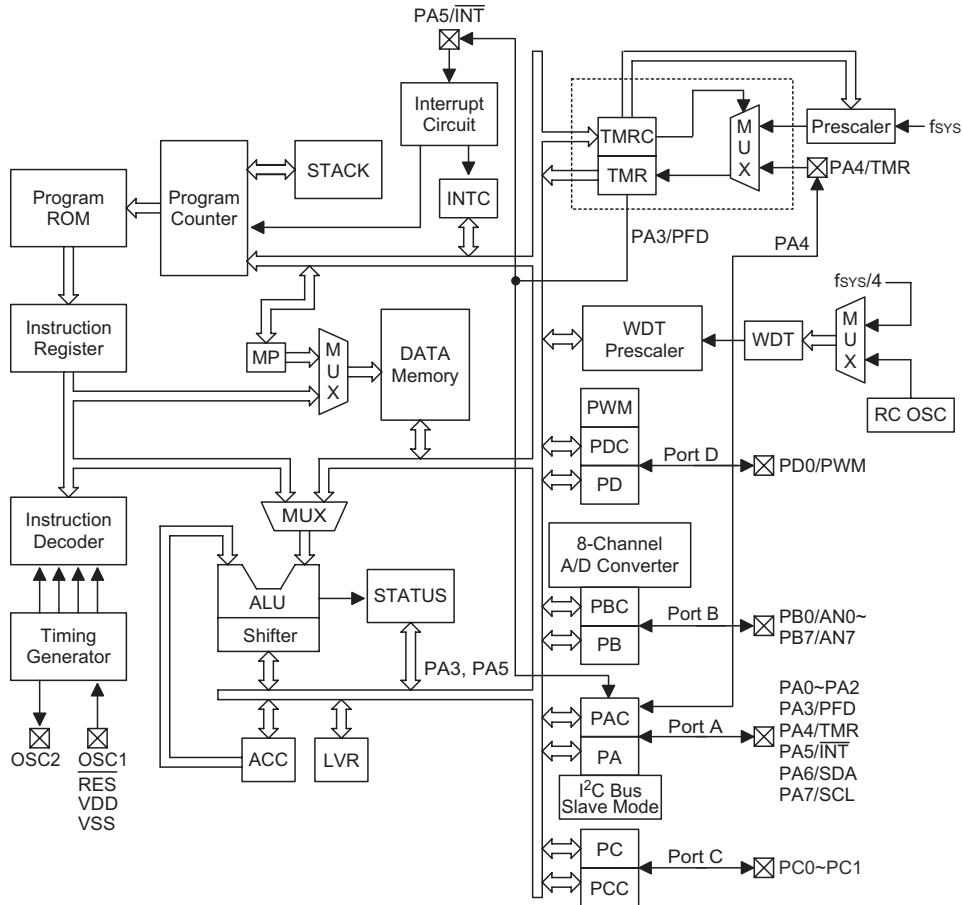 PA5/INT
Interrupt
Circuit
STACK
INTC
Program
ROM
Program
Counter
Instruction
Register
MP
MUX
DATA
Memory
TMRC
TMR
MUX
Prescaler
fSYS
PA4/TMR
PA3/PFD
PA4
fSYS/4
WDT
Prescaler
WDT
MUX
RC OSC
PWM
PDC
PD
Port D
PD0/PWM
Instruction
Decoder
MUX
ALU
Shifter
STATUS
Timing
Generator
PA3, PA5
OSC2
OSC1
RES
VDD
VSS
ACC
LVR
8-Channel
A/D Converter
PBC
PB
Port B
PB0/AN0~
PB7/AN7
PAC
PA
Port A
I²C Bus
Slave Mode
PA0~PA2
PA3/PFD
PA4/TMR
PA5/INT
PA6/SDA
PA7/SCL
PC
PCC
Port C
PC0~PC1